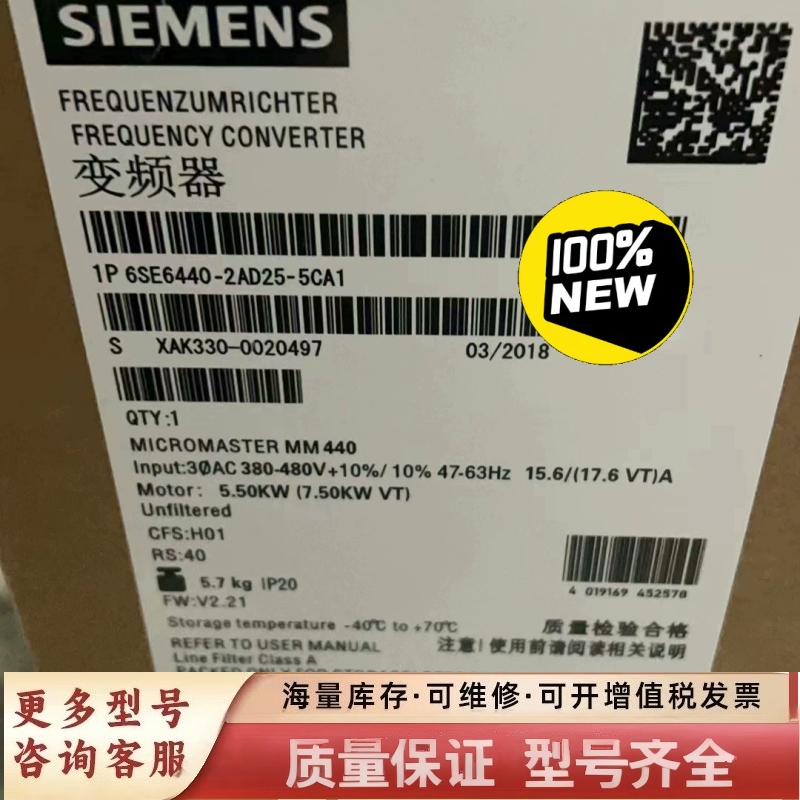 SIEMENS
FREQUENZUMRICHTER
FREQUENCY CONVERTER
变频器
1P 6SE6440-2AD25-5CA1
100%
NEW
S XAK330-0020497 03/2018
QTY:1
MICROMASTER MM 440
Input:3ØAC 380-480V+10%/ 10% 47-63Hz 15.6/(17.6 VT)A
Motor: 5.50KW (7.50KW VT)
Unfiltered
CFS:H01
RS:40
5.7 kg IP20
4 019169 452578
FW:V2.21
Storage temperature -40℃ to +70℃ 质量检验合格
REFER TO USER MANUAL 注意!使用前请阅读相关说明
Line Filter Class A
更多型号
咨询客服
海量库存·可维修·可开增值税发票
质量保证 型号齐全